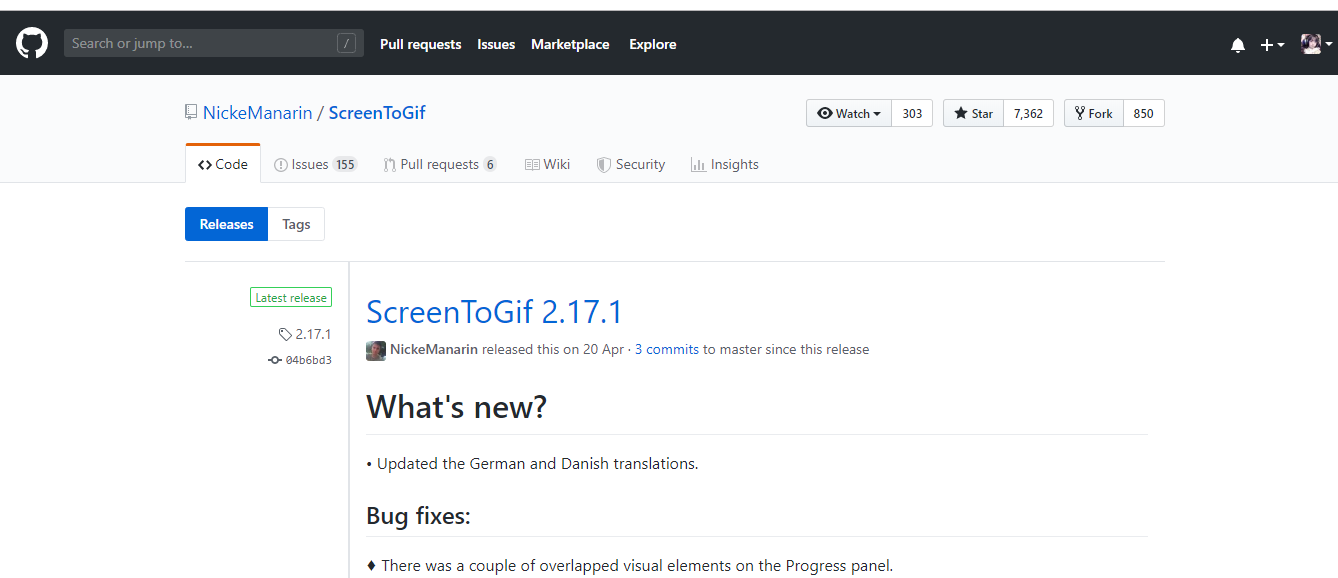 Search or jump to... / Pull requests Issues Marketplace Explore
NickeManarin / ScreenToGif Watch 303 Star 7,362 Fork 850
Code Issues 155 Pull requests 6 Wiki Security Insights
Releases Tags
Latest release
2.17.1
04b6bd3
ScreenToGif 2.17.1
NickeManarin released this on 20 Apr · 3 commits to master since this release
What's new?
• Updated the German and Danish translations.
Bug fixes:
♦ There was a couple of overlapped visual elements on the Progress panel.